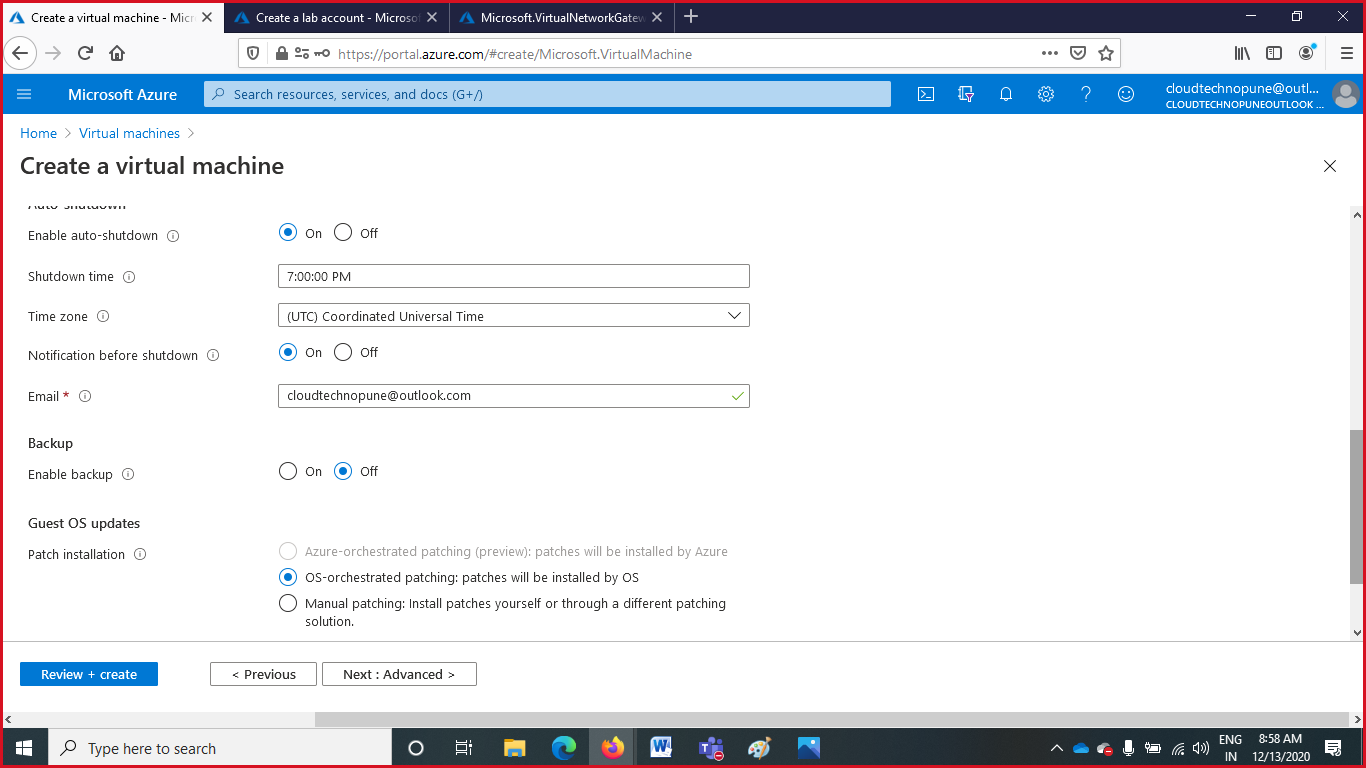 Create a virtual machine - Micr
Create a lab account - Microsof
Microsoft.VirtualNetworkGatew
https://portal.azure.com/#create/Microsoft.VirtualMachine
Microsoft Azure
Search resources, services, and docs (G+/)
cloudtechnopune@outl...
CLOUDTECHNOPUNEOUTLOOK ...
Home > Virtual machines >
Create a virtual machine
Auto-shutdown
Enable auto-shutdown
On
Off
Shutdown time
7:00:00 PM
Time zone
(UTC) Coordinated Universal Time
Notification before shutdown
On
Off
Email *
cloudtechnopune@outlook.com
Backup
Enable backup
On
Off
Guest OS updates
Patch installation
Azure-orchestrated patching (preview): patches will be installed by Azure
OS-orchestrated patching: patches will be installed by OS
Manual patching: Install patches yourself or through a different patching
solution.
Review + create
< Previous
Next : Advanced >
Type here to search
ENG
IN
8:58 AM
12/13/2020